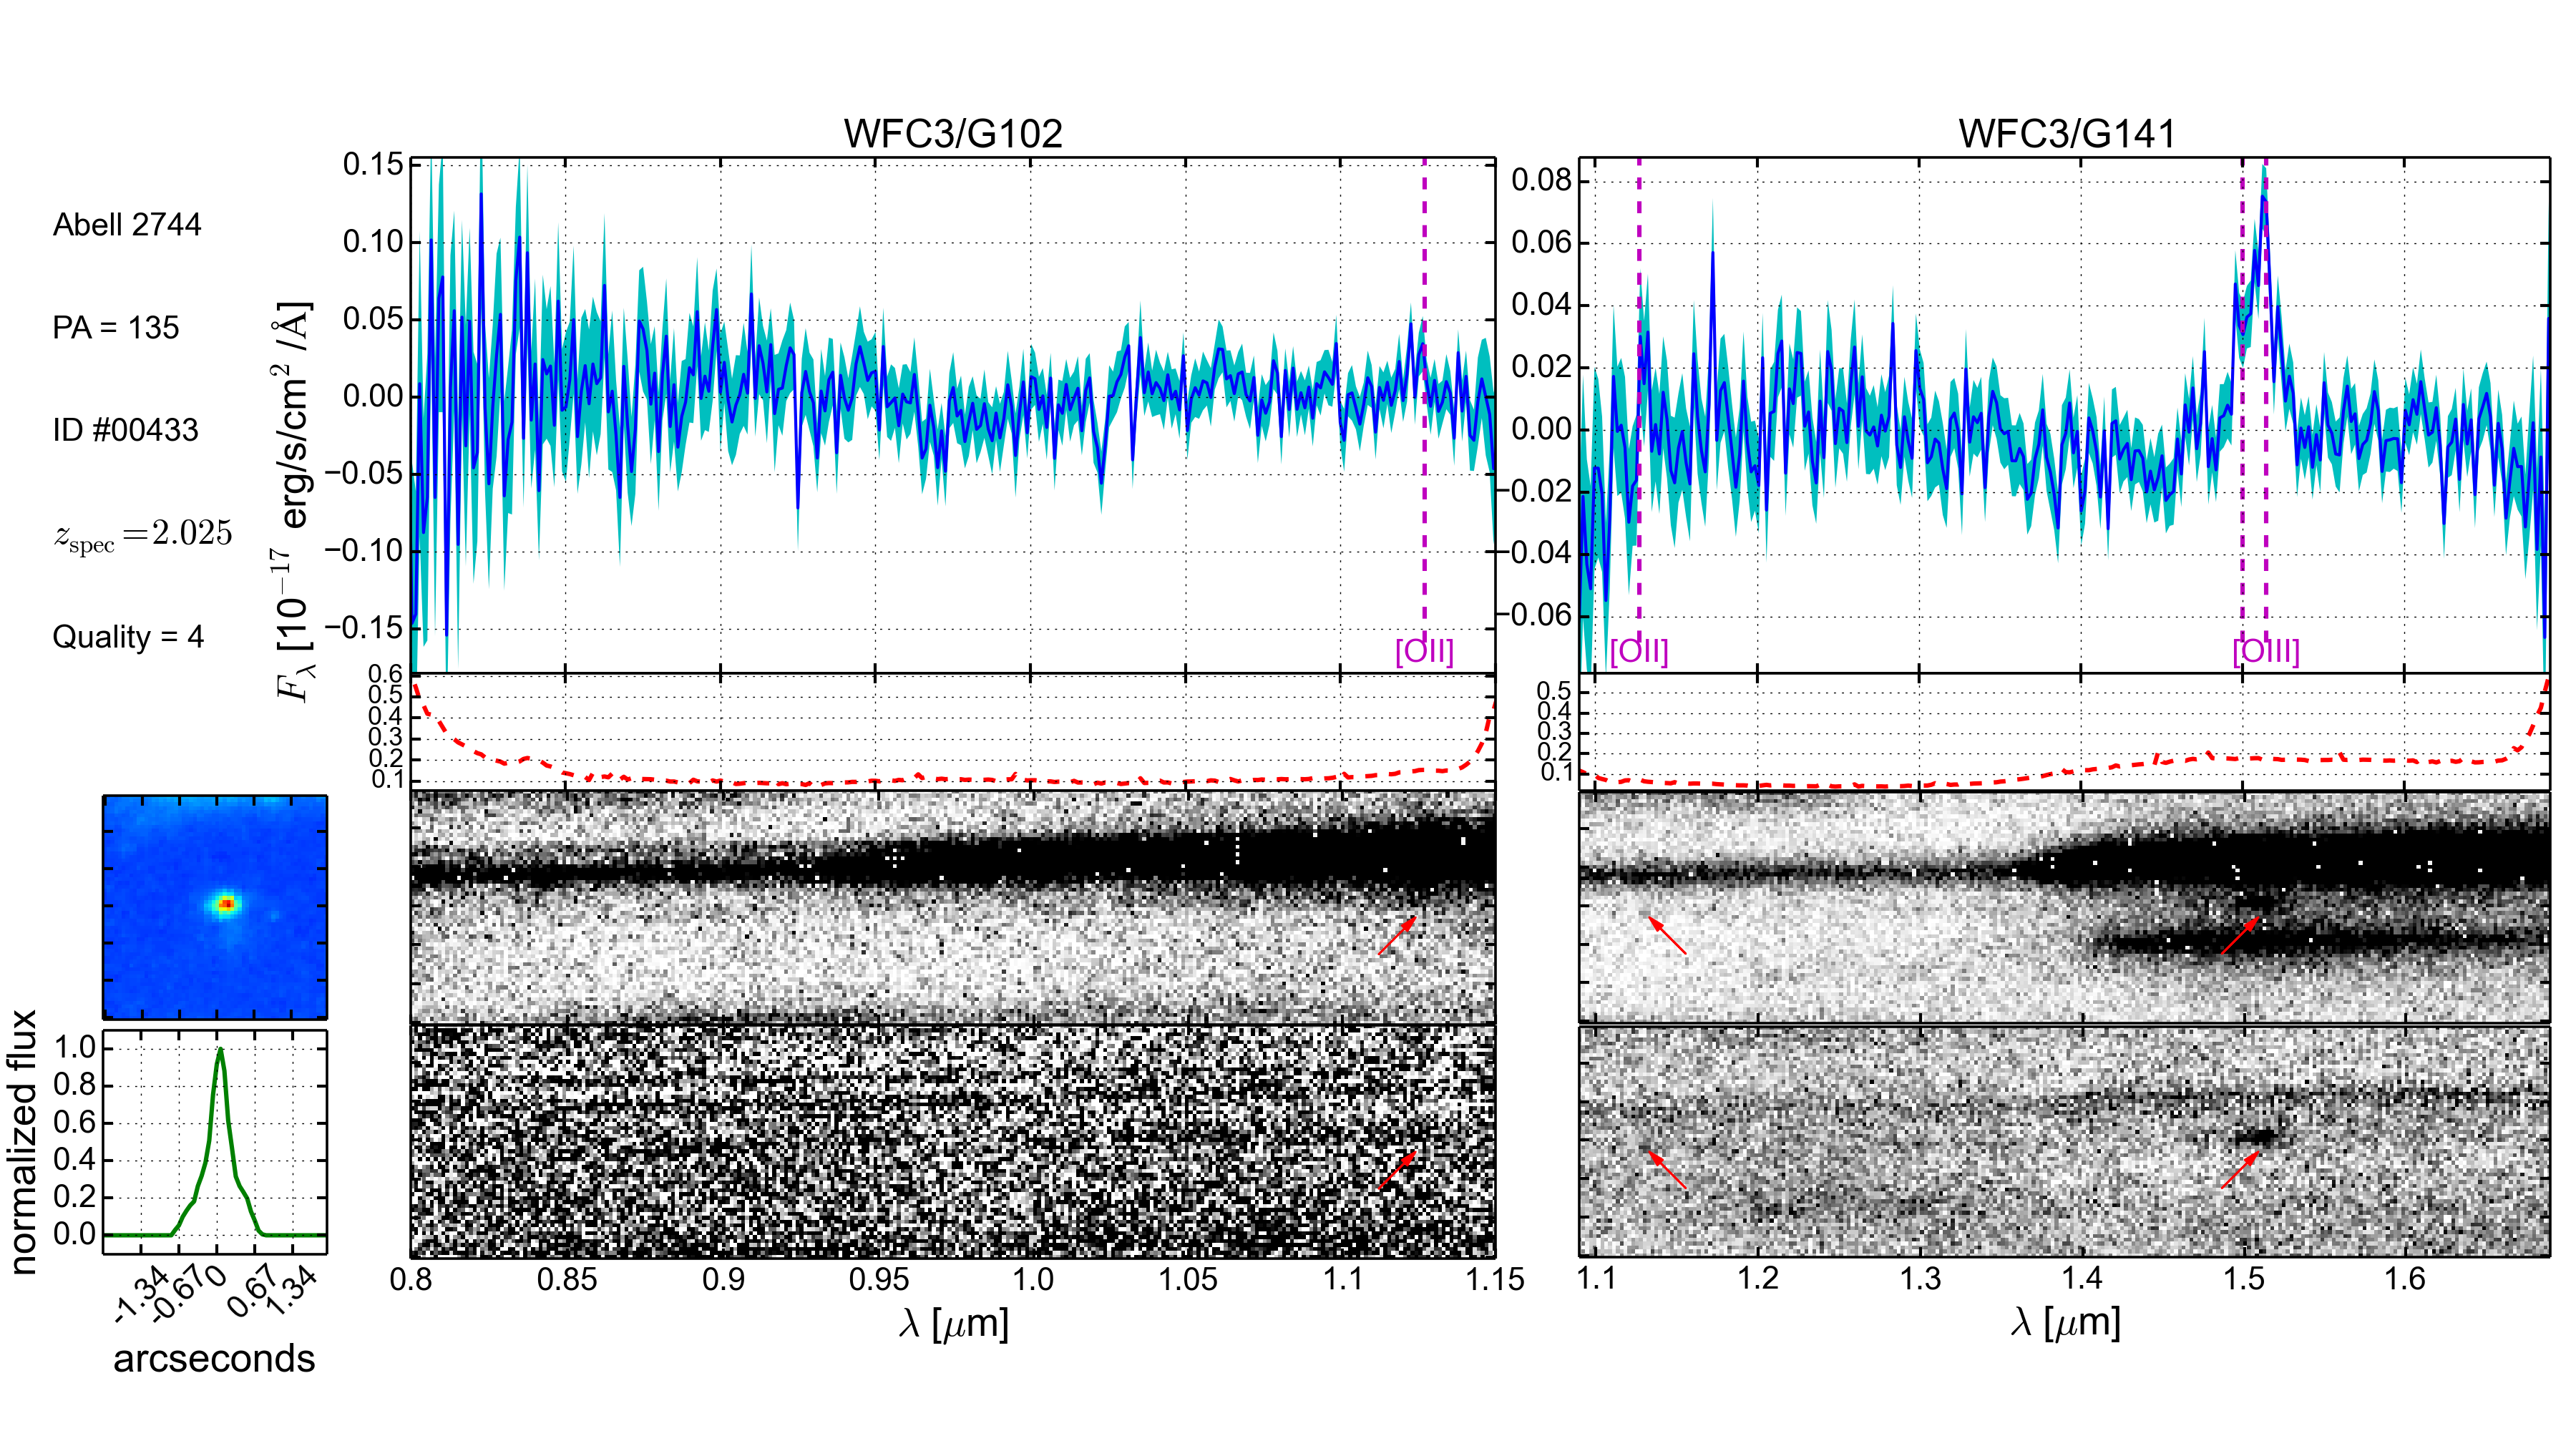 WFC3/G102
WFC3/G141
Abell 2744
PA = 135
ID #00433
z_spec = 2.025
Quality = 4
F_λ [10^−17 erg/s/cm^2 /Å]
0.15
0.10
0.05
0.00
−0.05
−0.10
−0.15
[OII]
0.08
0.06
0.04
0.02
0.00
−0.02
−0.04
−0.06
[OII]
[OIII]
0.6
0.5
0.4
0.3
0.2
0.1
0.5
0.4
0.3
0.2
0.1
normalized flux
1.0
0.8
0.6
0.4
0.2
0.0
-1.34 -0.67 0 0.67 1.34
arcseconds
0.8 0.85 0.9 0.95 1.0 1.05 1.1 1.15
λ [μm]
1.1 1.2 1.3 1.4 1.5 1.6
λ [μm]